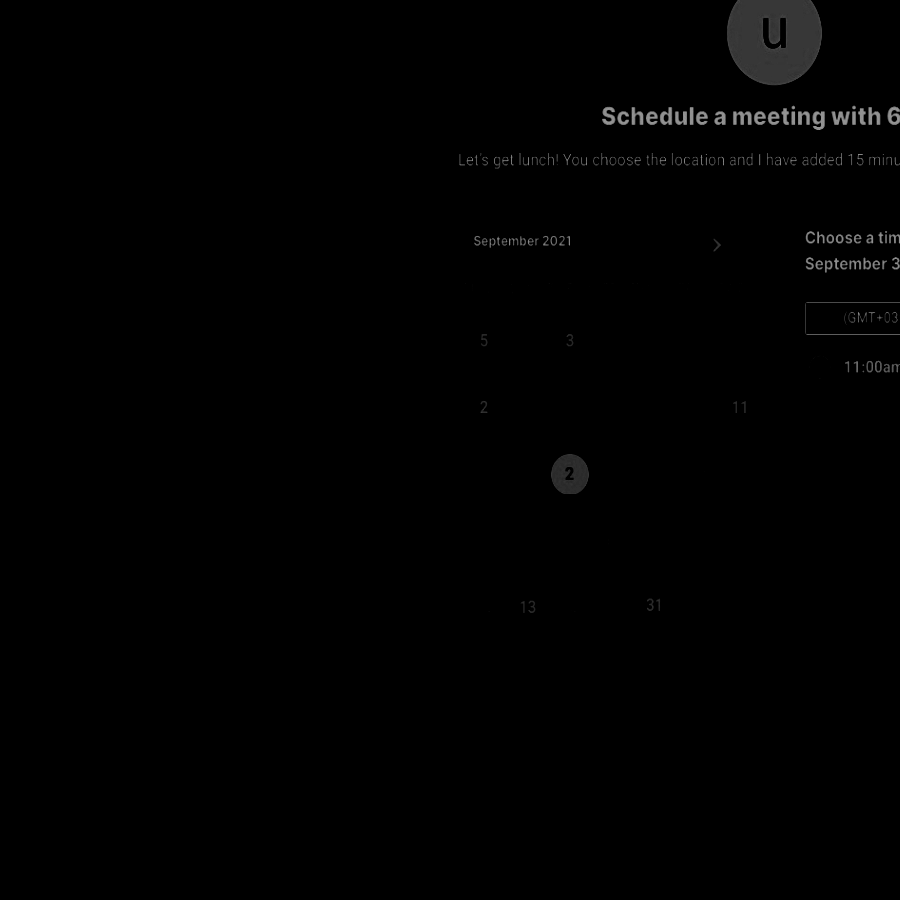 u
Schedule a meeting with 6
Let's get lunch! You choose the location and I have added 15 minu
September 2021
Choose a tim
September 3
(GMT+03
11:00am
5 3
2 11
2
13 31